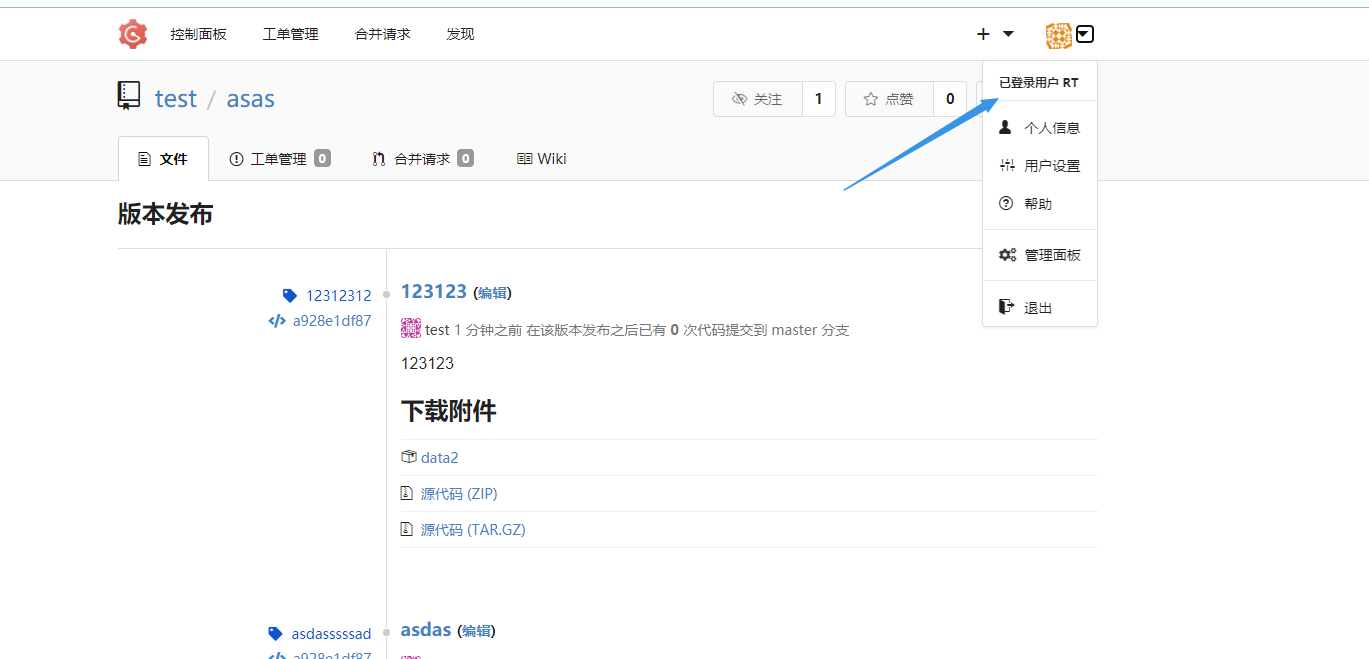 控制面板 工单管理 合并请求 发现
已登录用户 RT
test / asas
关注 1 点赞 0
个人信息
用户设置
帮助
管理面板
退出
文件 工单管理 0 合并请求 0 Wiki
版本发布
12312312
a928e1df87
123123 (编辑)
test 1 分钟之前 在该版本发布之后已有 0 次代码提交到 master 分支
123123
下载附件
data2
源代码 (ZIP)
源代码 (TAR.GZ)
asdasssssad
a928e1df87
asdas (编辑)